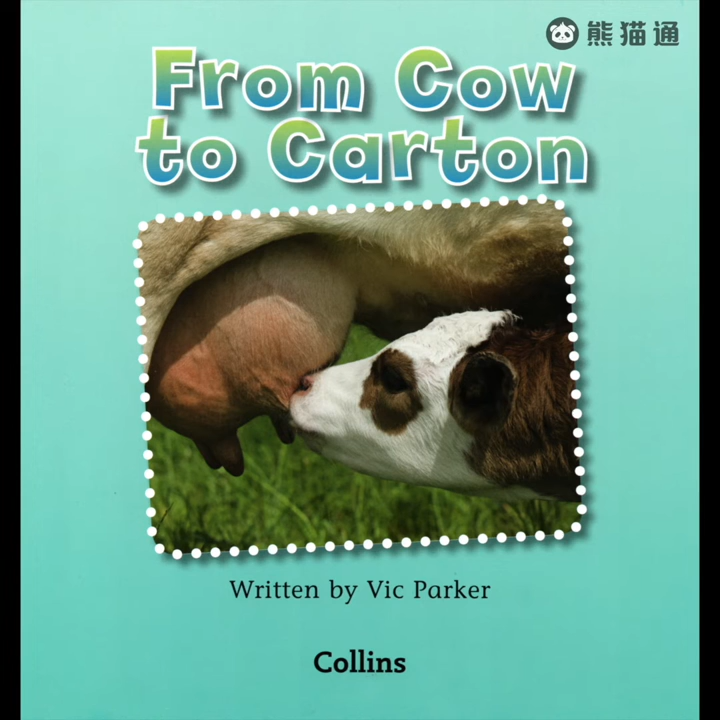 熊猫通
From Cow
to Carton
Written by Vic Parker
Collins